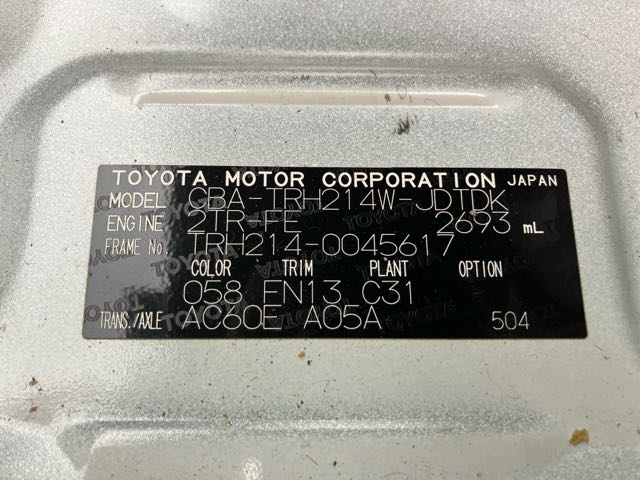 TOYOTA MOTOR CORPORATION JAPAN
MODEL CBA-TRH214W-JDTDK
ENGINE 2TR-FE 2693 mL
FRAME No. TRH214-0045617
COLOR TRIM PLANT OPTION
058 FN13 C31
TRANS./AXLE AC60E A05A 504